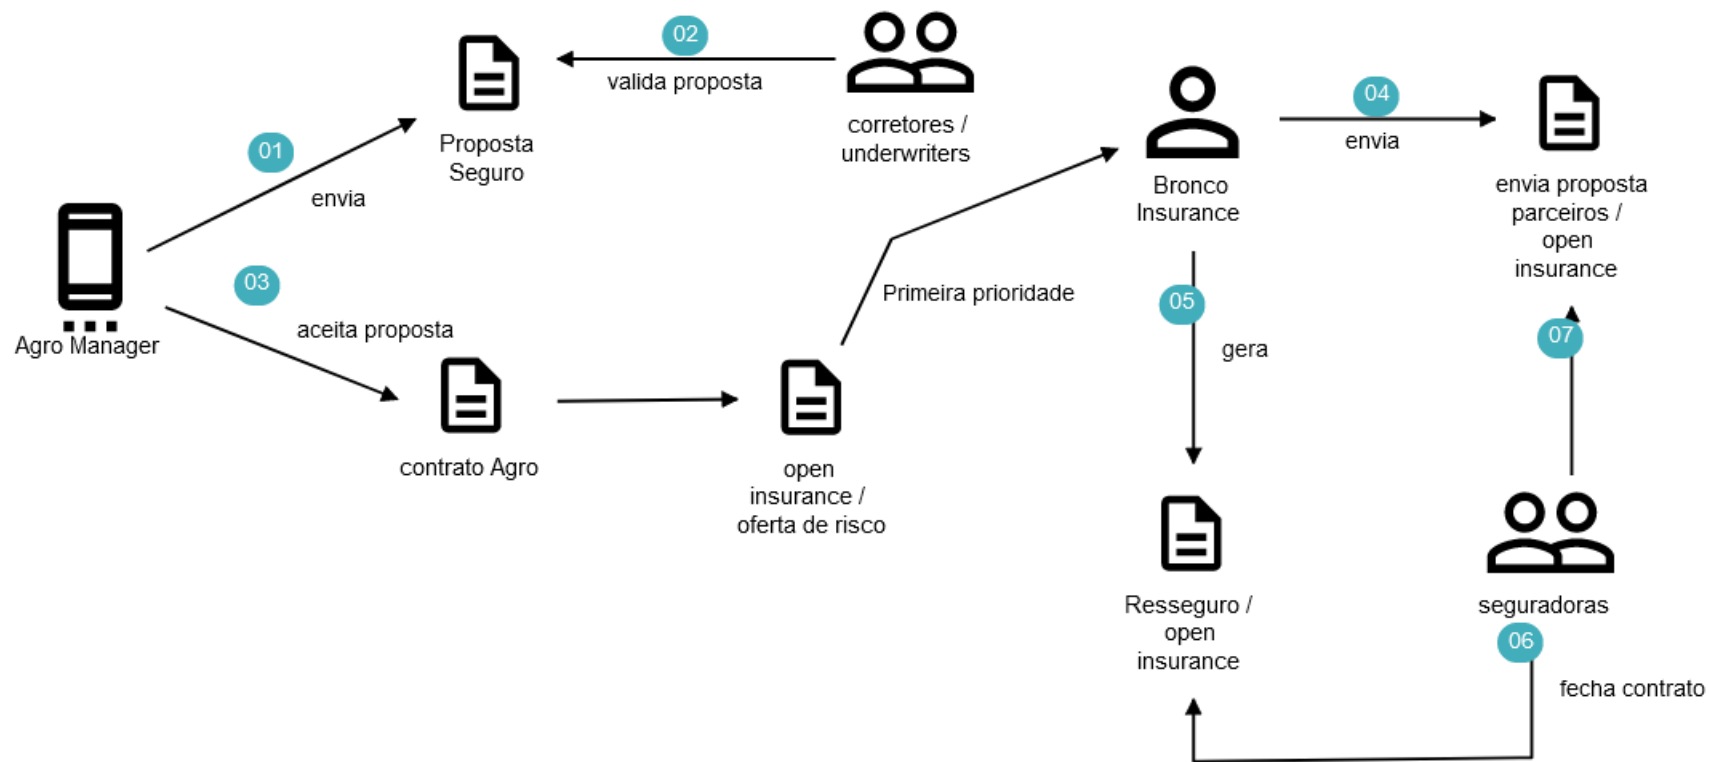 01
envia
Agro Manager
Proposta
Seguro
02
valida proposta
corretores /
underwriters
03
aceita proposta
contrato Agro
open
insurance /
oferta de risco
Primeira prioridade
Bronco
Insurance
04
envia
envia proposta
parceiros /
open
insurance
05
gera
Resseguro /
open
insurance
07
seguradoras
06
fecha contrato